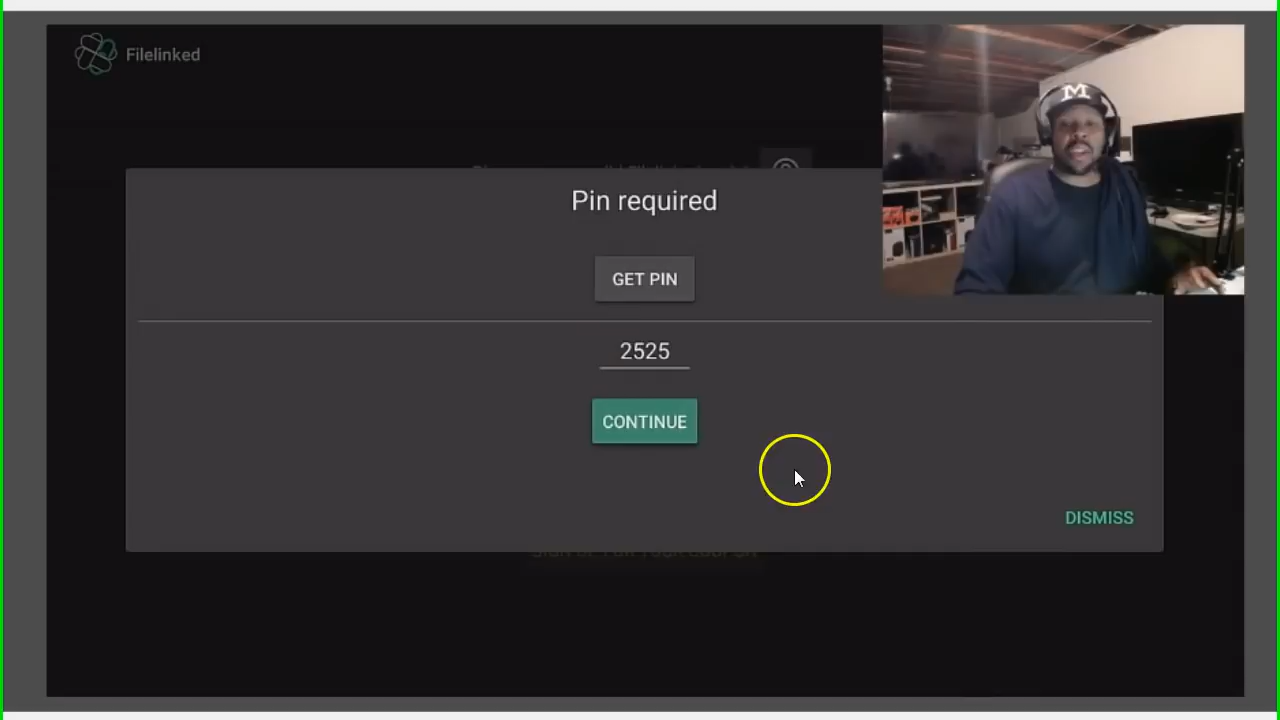 Filelinked
Pin required
GET PIN
2525
CONTINUE
DISMISS
M